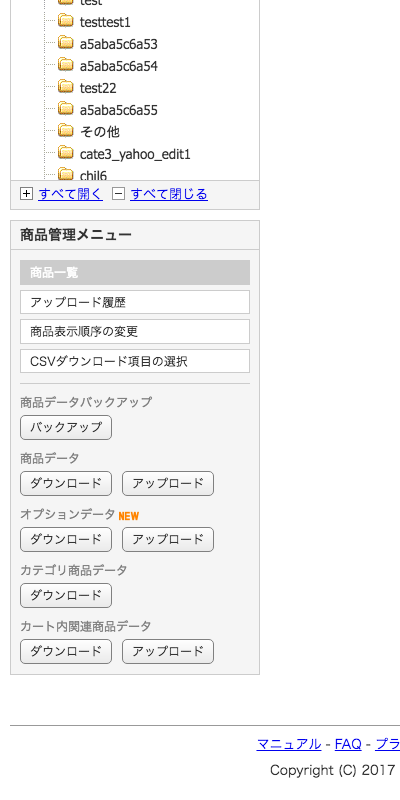 test
testtest1
a5aba5c6a53
a5aba5c6a54
test22
a5aba5c6a55
その他
cate3_yahoo_edit1
chil6
すべて開く すべて閉じる
商品管理メニュー
商品一覧
アップロード履歴
商品表示順序の変更
CSVダウンロード項目の選択
商品データバックアップ
バックアップ
商品データ
ダウンロード アップロード
オプションデータ NEW
ダウンロード アップロード
カテゴリ商品データ
ダウンロード
カート内関連商品データ
ダウンロード アップロード
マニュアル - FAQ - プラ
Copyright (C) 2017